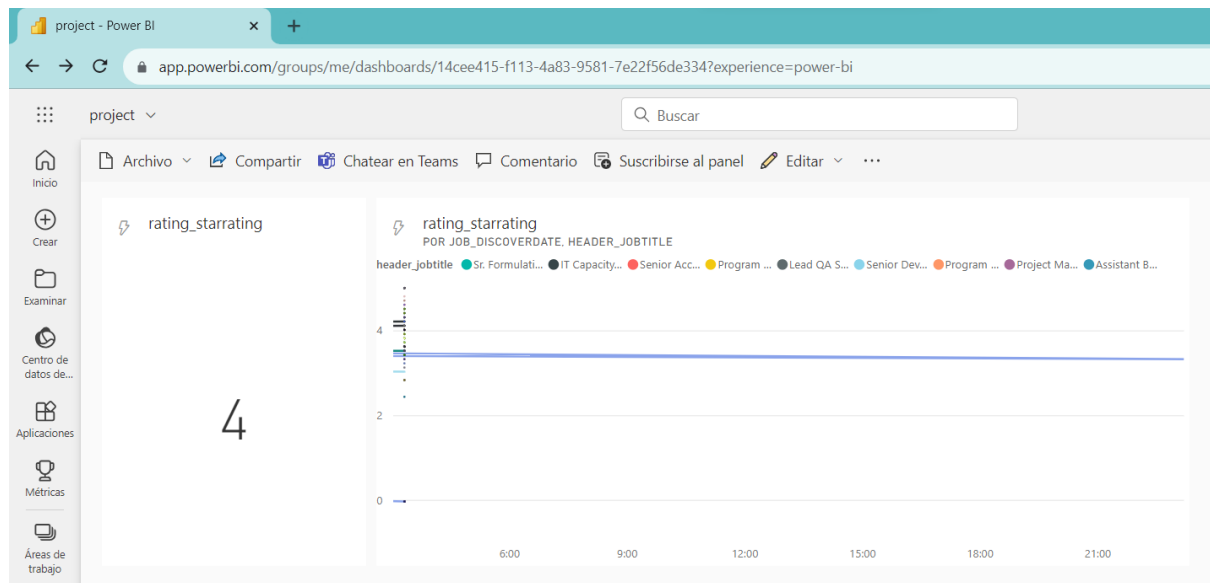 project - Power BI
app.powerbi.com/groups/me/dashboards/14cee415-f113-4a83-9581-7e22f56de334?experience=power-bi
project
Buscar
Archivo Compartir Chatear en Teams Comentario Suscribirse al panel Editar ...
Inicio
Crear
Examinar
Centro de
datos de...
Aplicaciones
Métricas
Áreas de
trabajo
rating_starrating
4
rating_starrating
POR JOB_DISCOVERDATE, HEADER_JOBTITLE
header_jobtitle Sr. Formulati... IT Capacity... Senior Acc... Program ... Lead QA S... Senior Dev... Program ... Project Ma... Assistant B...
4
2
0
6:00 9:00 12:00 15:00 18:00 21:00